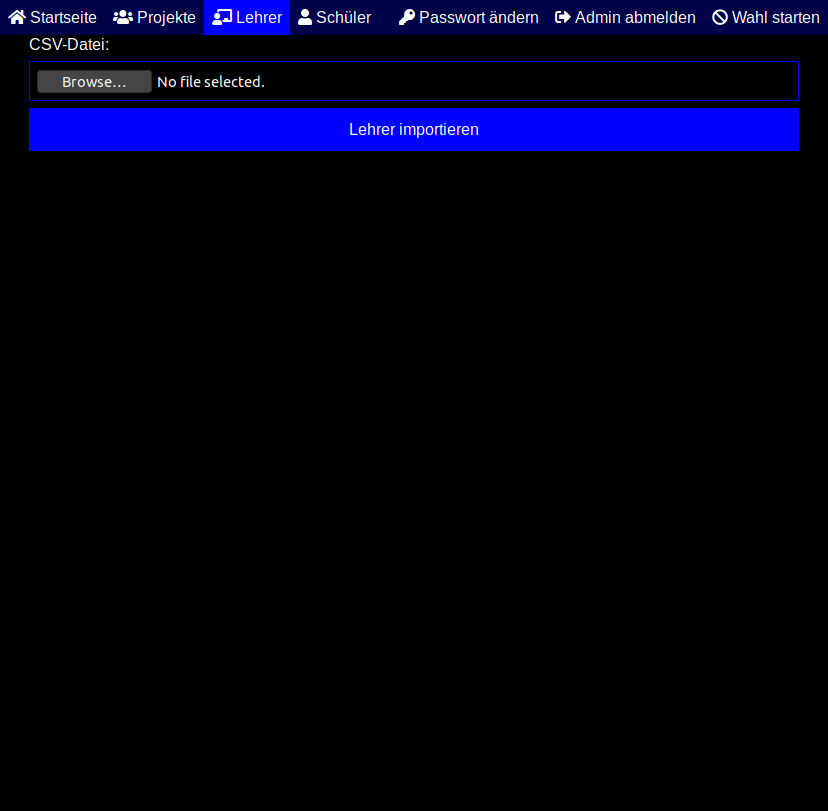 Startseite Projekte Lehrer Schüler Passwort ändern Admin abmelden Wahl starten
CSV-Datei:
Browse... No file selected.
Lehrer importieren